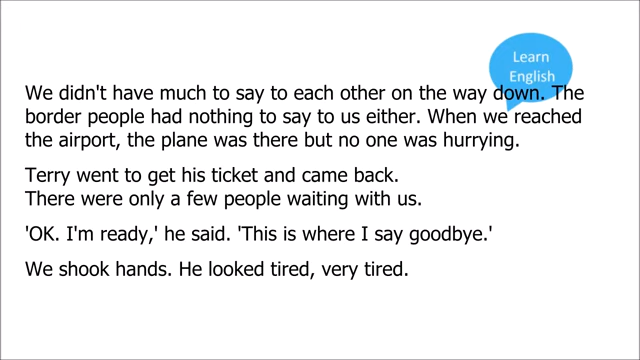 Learn
English
We didn't have much to say to each other on the way down. The
border people had nothing to say to us either. When we reached
the airport, the plane was there but no one was hurrying.
Terry went to get his ticket and came back.
There were only a few people waiting with us.
'OK. I'm ready,' he said. 'This is where I say goodbye.'
We shook hands. He looked tired, very tired.